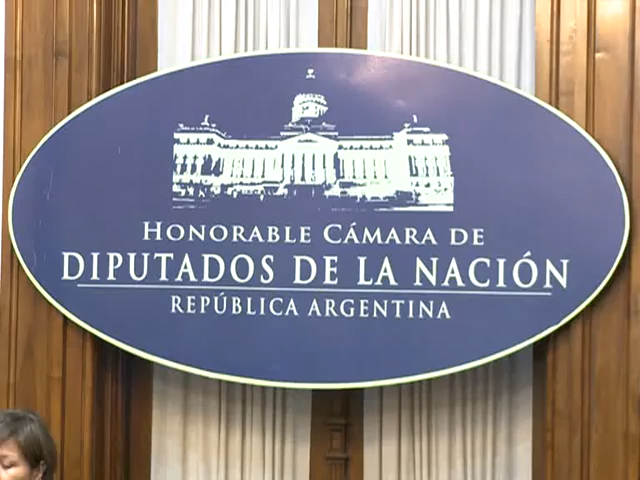 HONORABLE CÁMARA DE
DIPUTADOS DE LA NACIÓN
REPÚBLICA ARGENTINA